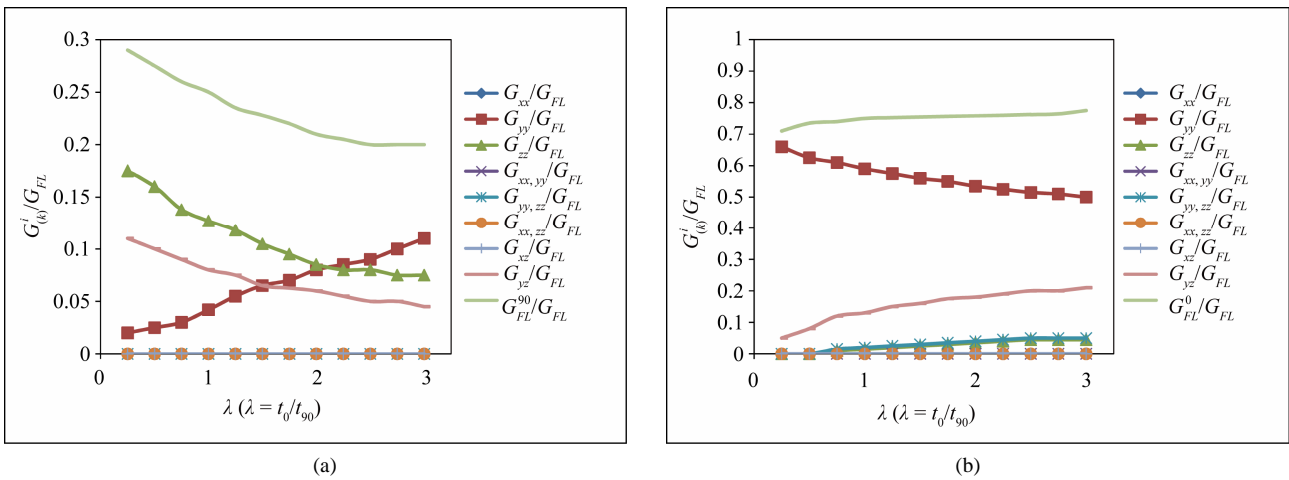 0.3
0.25
0.2
0.15
0.1
0.05
0
G^i_(k)/G_FL
0 1 2 3
λ (λ = t_0/t_90)
G_xx/G_FL
G_yy/G_FL
G_zz/G_FL
G_xx, yy/G_FL
G_yy, zz/G_FL
G_xx, zz/G_FL
G_xz/G_FL
G_yz/G_FL
G^90_FL/G_FL
(a)
1
0.9
0.8
0.7
0.6
0.5
0.4
0.3
0.2
0.1
0
G^i_(k)/G_FL
0 1 2 3
λ (λ = t_0/t_90)
G_xx/G_FL
G_yy/G_FL
G_zz/G_FL
G_xx, yy/G_FL
G_yy, zz/G_FL
G_xx, zz/G_FL
G_xz/G_FL
G_yz/G_FL
G^0_FL/G_FL
(b)